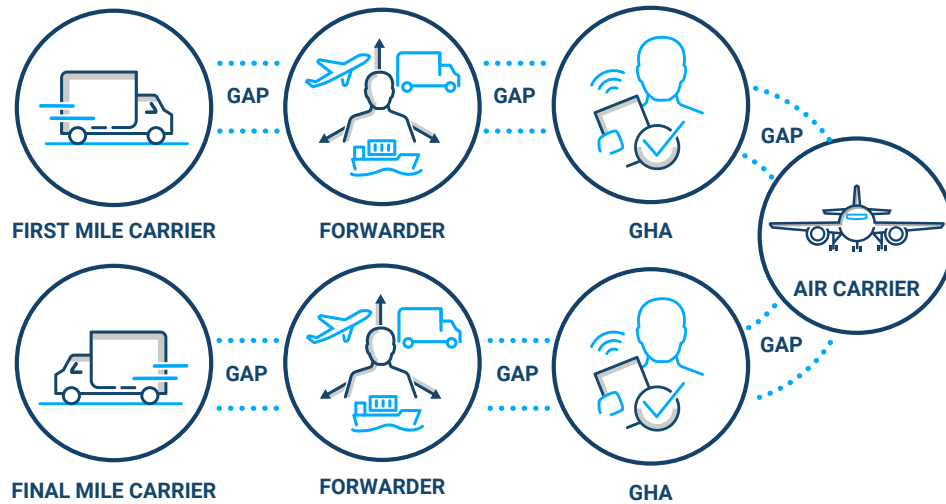 GAP
GAP
GAP
FIRST MILE CARRIER
FORWARDER
GHA
AIR CARRIER
GAP
GAP
GAP
FINAL MILE CARRIER
FORWARDER
GHA